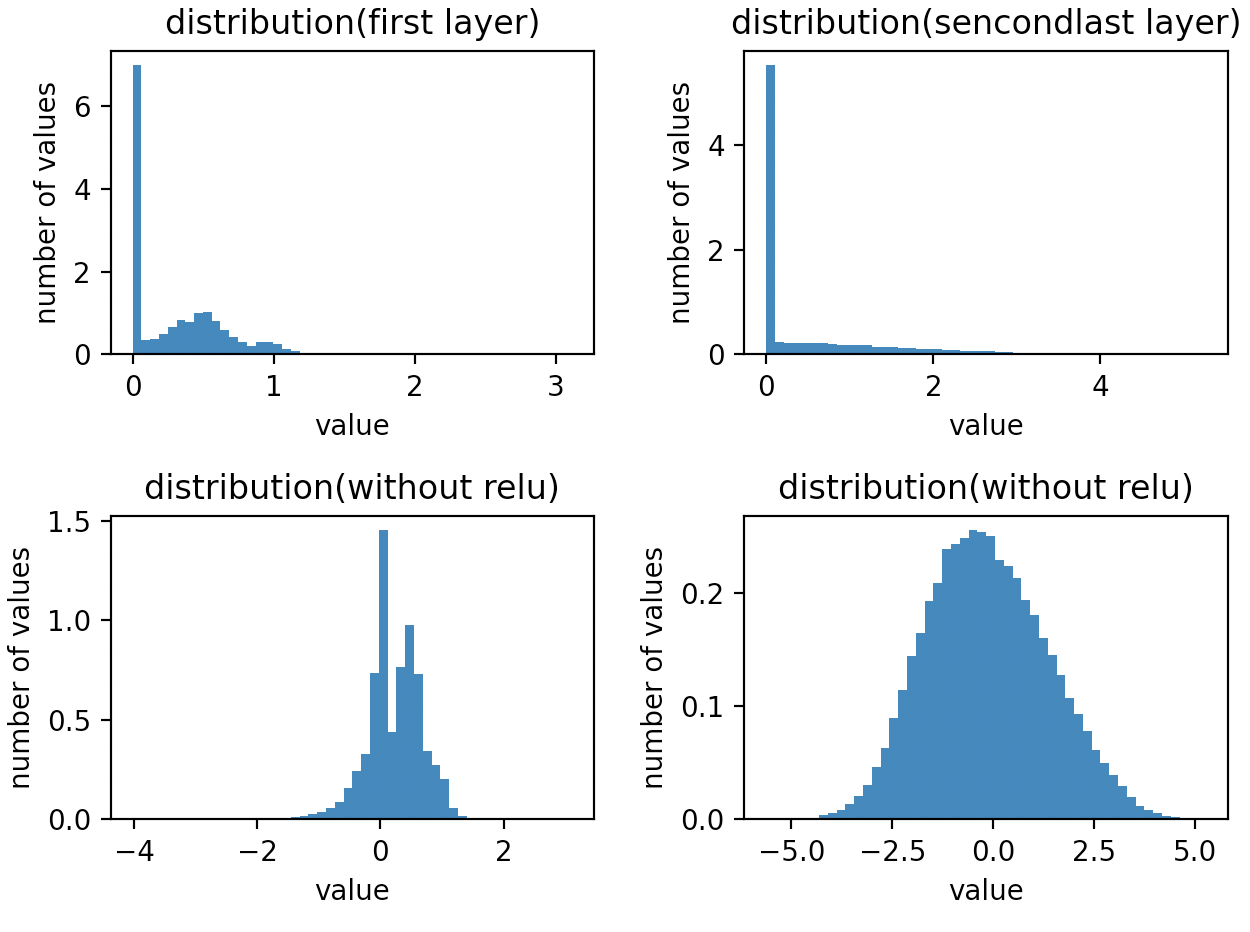 distribution(first layer)
number of values
6
4
2
0
0 1 2 3
value
distribution(sencondlast layer)
number of values
4
2
0
0 2 4
value
distribution(without relu)
number of values
1.5
1.0
0.5
0.0
−4 −2 0 2
value
distribution(without relu)
number of values
0.2
0.1
0.0
−5.0 −2.5 0.0 2.5 5.0
value